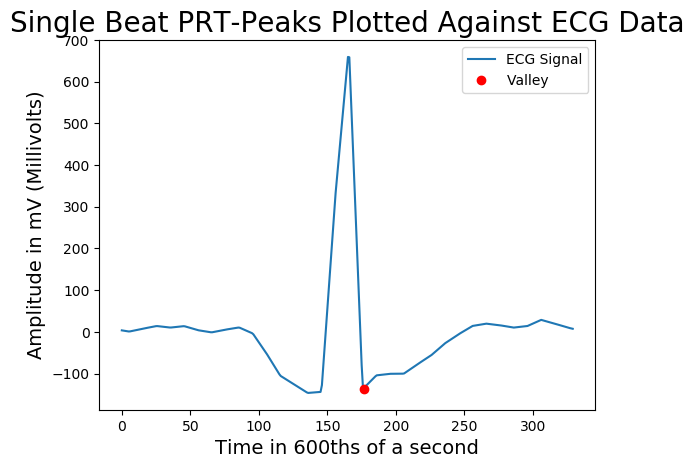 Single Beat PRT-Peaks Plotted Against ECG Data
700
600
500
400
300
200
100
0
−100
Amplitude in mV (Millivolts)
ECG Signal
Valley
0 50 100 150 200 250 300
Time in 600ths of a second